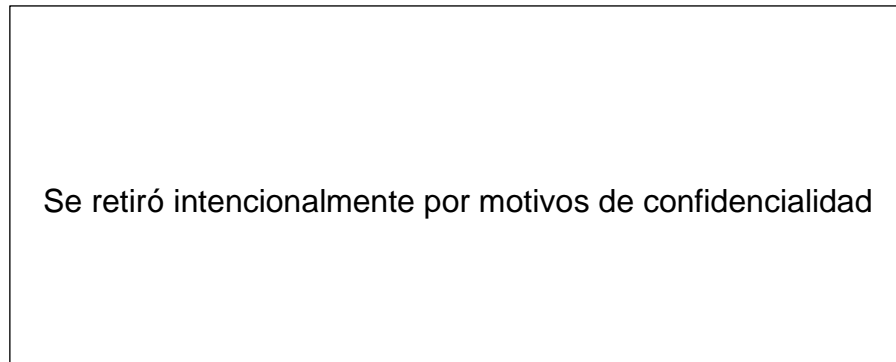 Se retiró intencionalmente por motivos de confidencialidad